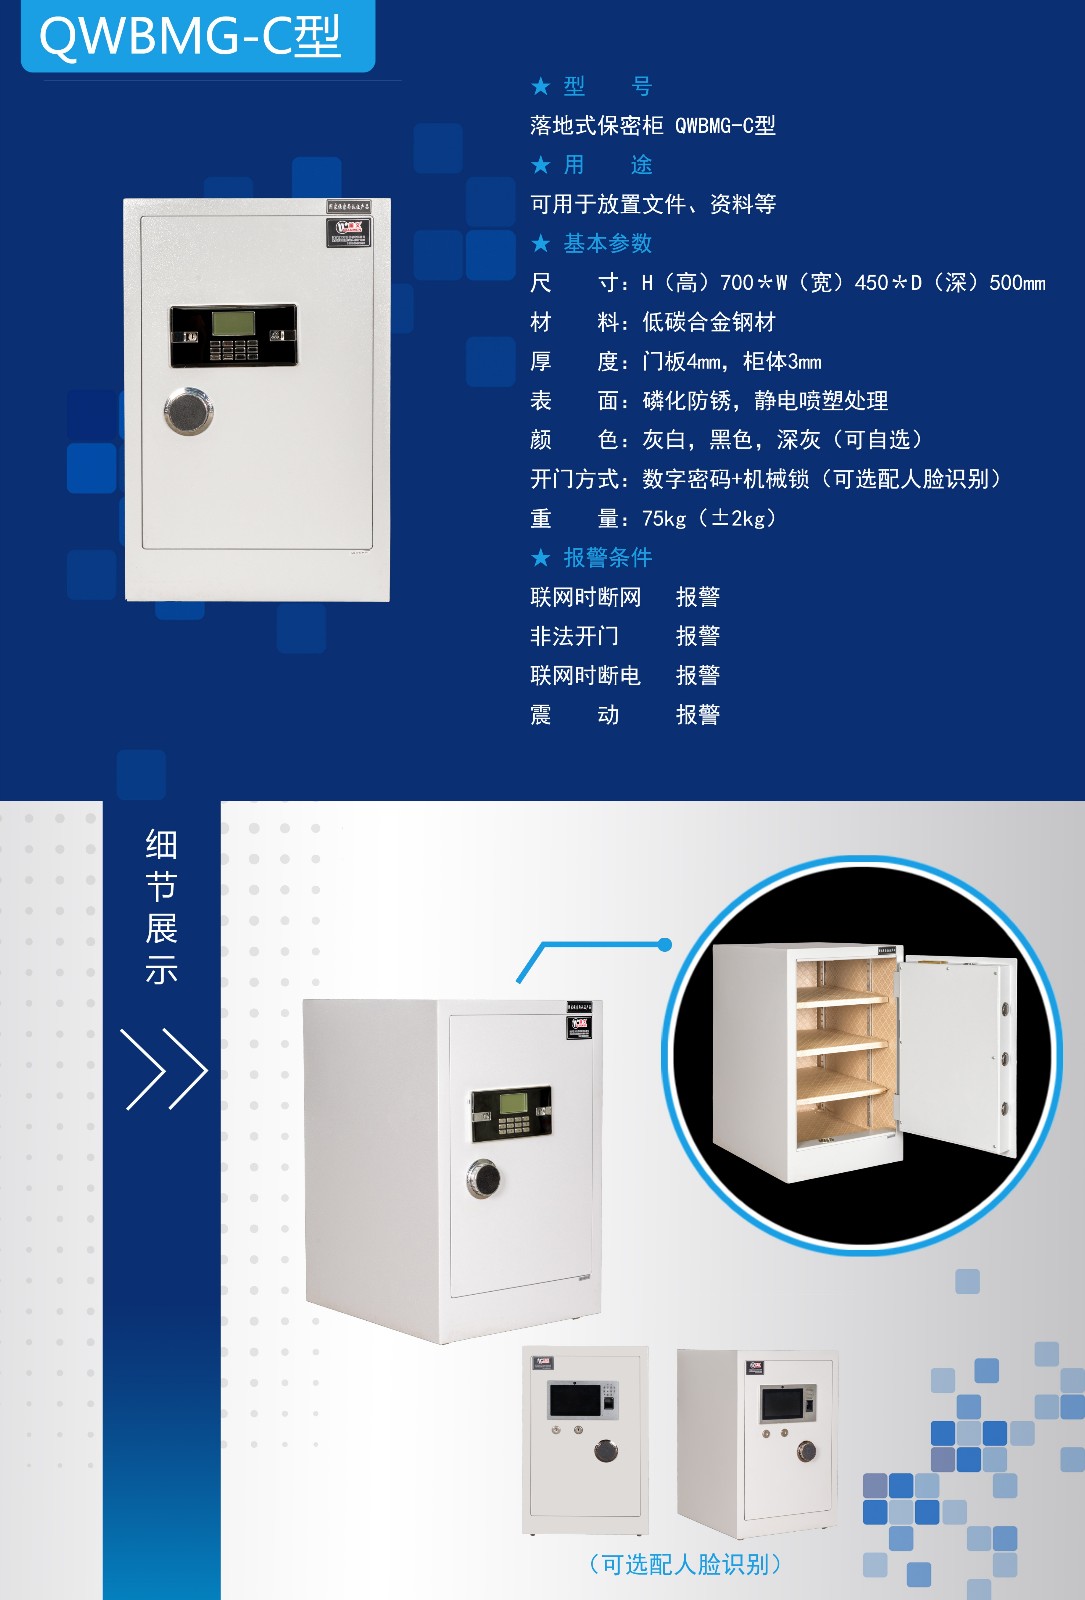 QWBMG-C型
★ 型 号
落地式保密柜 QWBMG-C型
★ 用 途
可用于放置文件、资料等
★ 基本参数
尺 寸：H（高）700＊W（宽）450＊D（深）500mm
材 料：低碳合金钢材
厚 度：门板4mm，柜体3mm
表 面：磷化防锈，静电喷塑处理
颜 色：灰白，黑色，深灰（可自选）
开门方式：数字密码+机械锁（可选配人脸识别）
重 量：75kg（±2kg）
★ 报警条件
联网时断网 报警
非法开门 报警
联网时断电 报警
震 动 报警
细节展示
（可选配人脸识别）